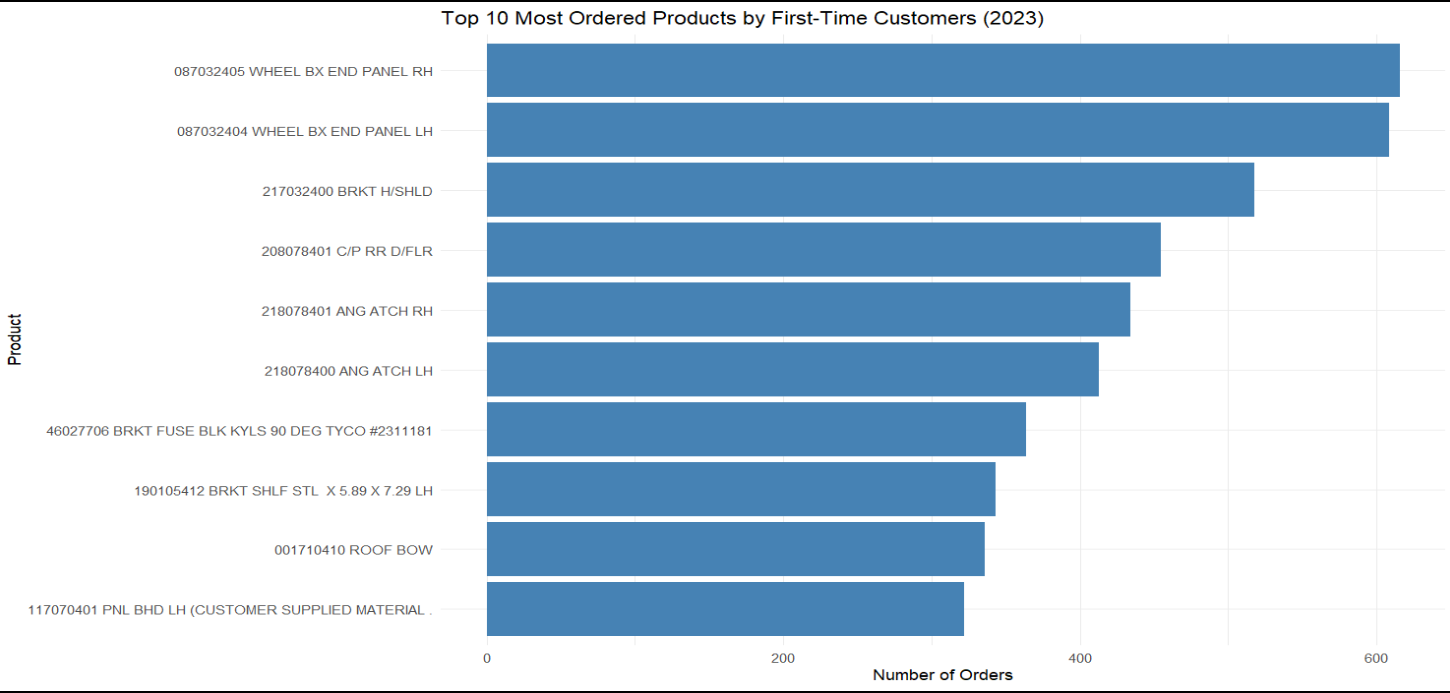 Top 10 Most Ordered Products by First-Time Customers (2023)
Product
087032405 WHEEL BX END PANEL RH
087032404 WHEEL BX END PANEL LH
217032400 BRKT H/SHLD
208078401 C/P RR D/FLR
218078401 ANG ATCH RH
218078400 ANG ATCH LH
46027706 BRKT FUSE BLK KYLS 90 DEG TYCO #2311181
190105412 BRKT SHLF STL  X 5.89 X 7.29 LH
001710410 ROOF BOW
117070401 PNL BHD LH (CUSTOMER SUPPLIED MATERIAL .
0 200 400 600
Number of Orders